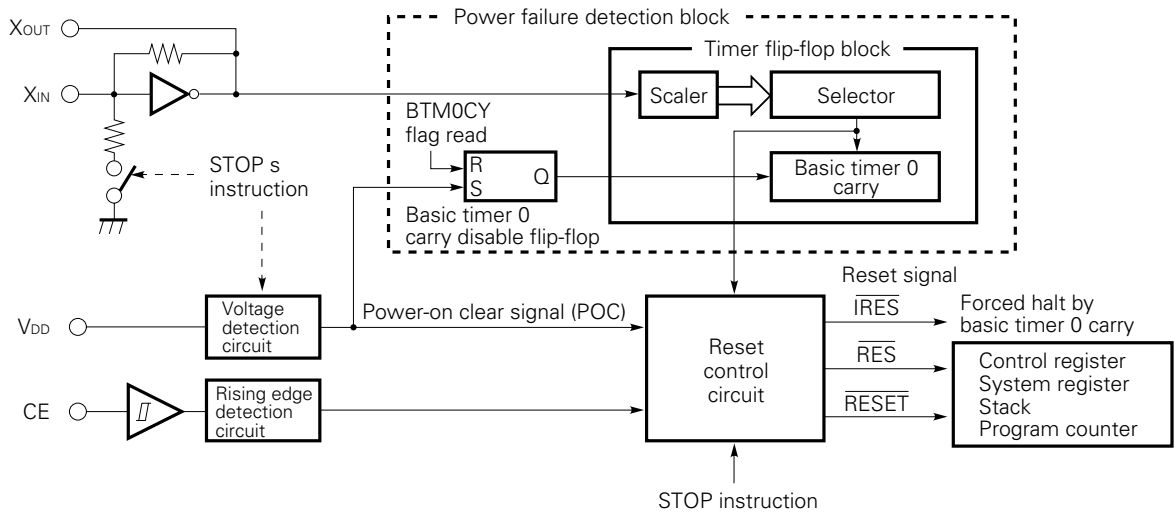 Power failure detection block
XOUT
Timer flip-flop block
XIN
Scaler
Selector
BTM0CY
flag read
R
S
Q
Basic timer 0
carry
STOP s
instruction
Basic timer 0
carry disable flip-flop
Reset signal
VDD
Voltage
detection
circuit
Power-on clear signal (POC)
Reset
control
circuit
IRES
Forced halt by
basic timer 0 carry
RES
RESET
Control register
System register
Stack
Program counter
CE
Rising edge
detection
circuit
STOP instruction